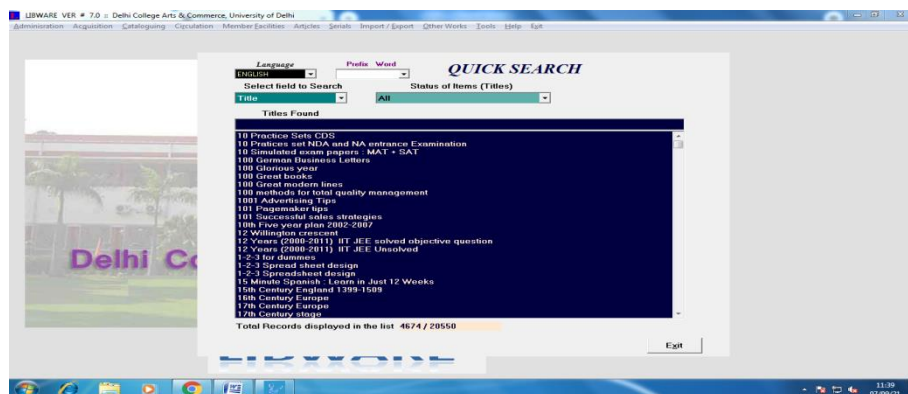 LIBWARE VER # 7.0 :: Delhi College Arts & Commerce, University of Delhi
Administration Acquisition Cataloguing Circulation Member Facilities Articles Serials Import / Export Other Works Tools Help Exit
Language Prefix Word
QUICK SEARCH
ENGLISH
Select field to Search Status of Items (Titles)
Title All
Titles Found
10 Practice Sets CDS
10 Pratices set NDA and NA entrance Examination
10 Simulated exam papers : MAT + SAT
100 German Business Letters
100 Glorious year
100 Great books
100 Great modern lines
100 methods for total quality management
1001 Advertising Tips
101 Pagemaker tips
101 Successful sales strategies
10th Five year plan 2002-2007
12 Willington crescent
12 Years (2000-2011) IIT JEE solved objective question
12 Years (2000-2011) IIT JEE Unsolved
1-2-3 for dummes
1-2-3 Spread sheet design
1-2-3 Spreadsheet design
15 Minute Spanish : Learn in Just 12 Weeks
15th Century England 1399-1509
16th Century Europe
17th Century Europe
17th Century stage
Delhi Co
Total Records displayed in the list 4674 / 20550
Exit
LIBWARE
11:39
07/09/21